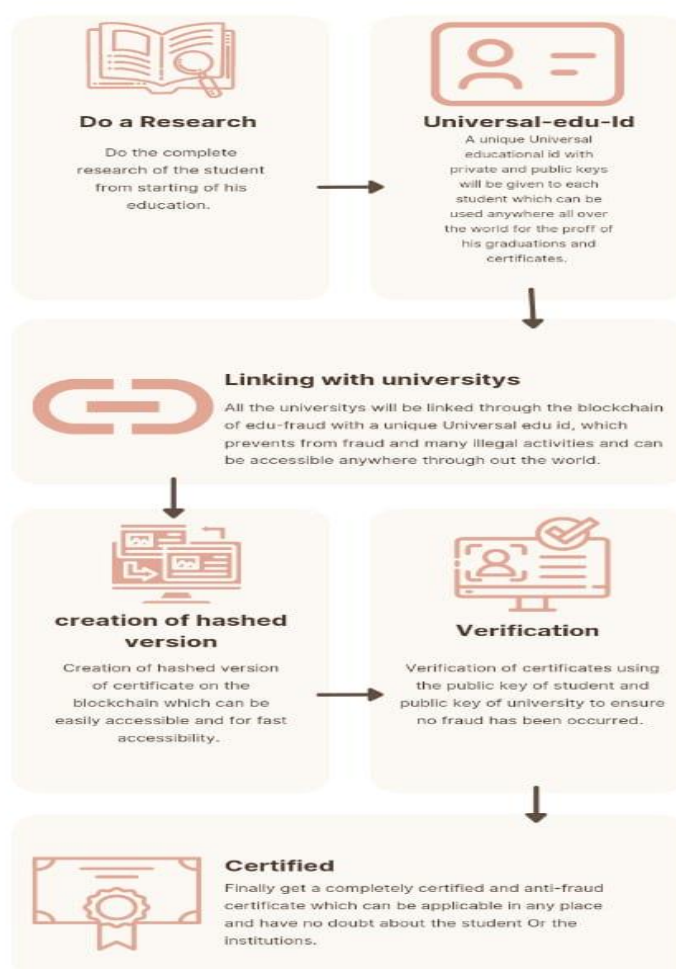 Do a Research
Do the complete
research of the student
from starting of his
education.
Universal-edu-Id
A unique Universal
educational id with
private and public keys
will be given to each
student which can be
used anywhere all over
the world for the proff of
his graduations and
certificates.
Linking with universitys
All the universitys will be linked through the blockchain
of edu-fraud with a unique Universal edu id, which
prevents from fraud and many illegal activities and can
be accessible anywhere through out the world.
creation of hashed
version
Creation of hashed version
of certificate on the
blockchain which can be
easily accessible and for fast
accessibility.
Verification
Verification of certificates using
the public key of student and
public key of university to ensure
no fraud has been occurred.
Certified
Finally get a completely certified and anti-fraud
certificate which can be applicable in any place
and have no doubt about the student Or the
institutions.